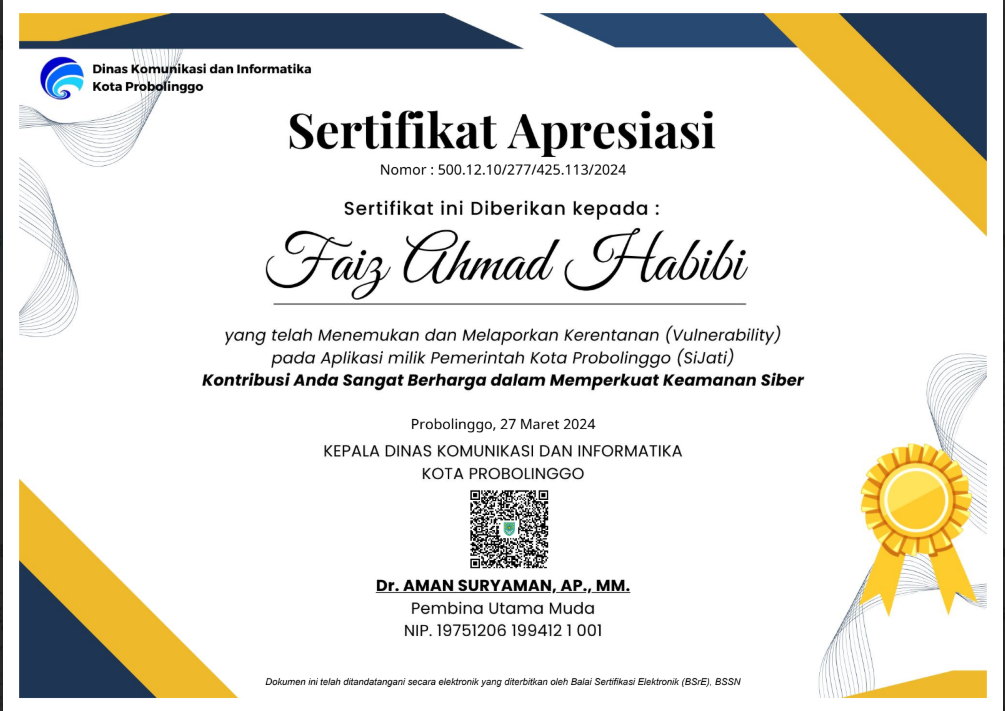 Dinas Komunikasi dan Informatika
Kota Probolinggo
Sertifikat Apresiasi
Nomor : 500.12.10/277/425.113/2024
Sertifikat ini Diberikan kepada :
Faiz Ahmad Habibi
yang telah Menemukan dan Melaporkan Kerentanan (Vulnerability)
pada Aplikasi milik Pemerintah Kota Probolinggo (SiJati)
Kontribusi Anda Sangat Berharga dalam Memperkuat Keamanan Siber
Probolinggo, 27 Maret 2024
KEPALA DINAS KOMUNIKASI DAN INFORMATIKA
KOTA PROBOLINGGO
Dr. AMAN SURYAMAN, AP., MM.
Pembina Utama Muda
NIP. 19751206 199412 1 001
Dokumen ini telah ditandatangani secara elektronik yang diterbitkan oleh Balai Sertifikasi Elektronik (BSrE), BSSN